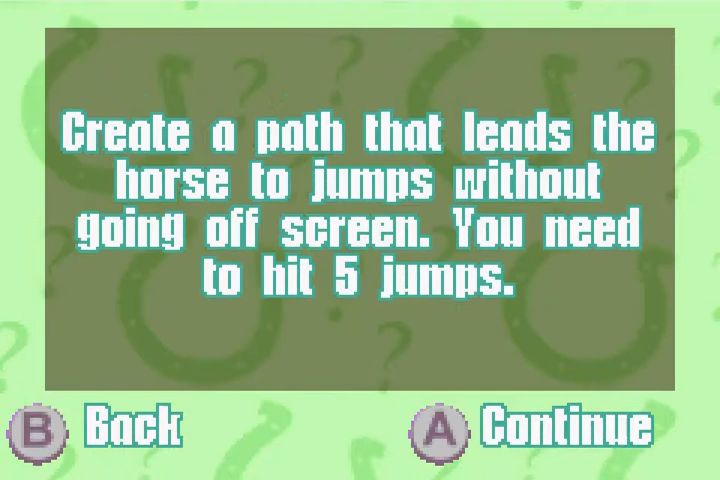 Create a path that leads the
horse to jumps without
going off screen. You need
to hit 5 jumps.
B Back
A Continue